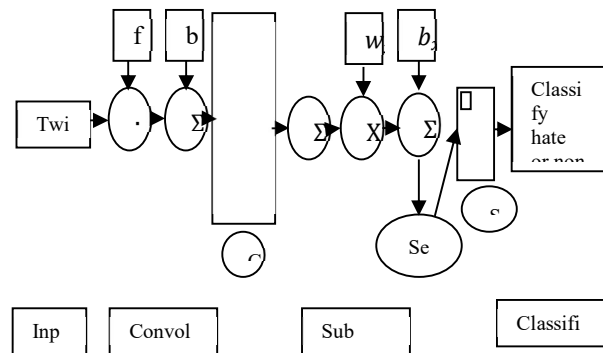 f
b
w
b
Twi
.
Σ
Σ
X
Σ
Classi
fy
hate
or non
Se
Inp
Convol
Sub
Classifi